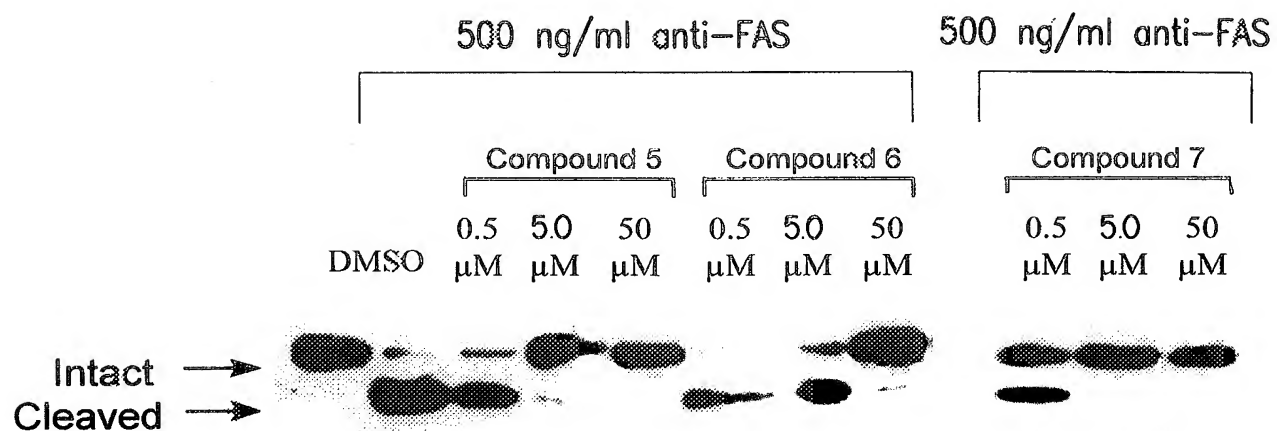 500 ng/ml anti-FAS 500 ng/ml anti-FAS
Compound 5 Compound 6 Compound 7
0.5 5.0 50 0.5 5.0 50 0.5 5.0 50
DMSO μM μM μM μM μM μM μM μM μM
Intact
Cleaved